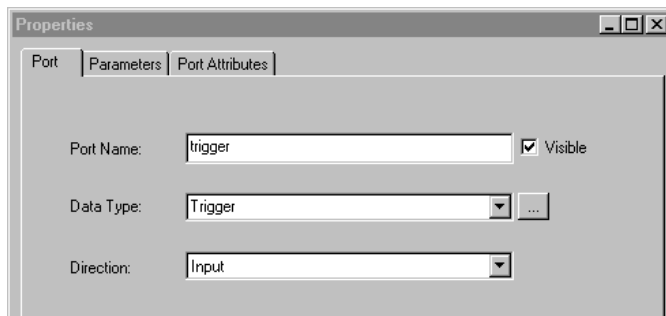 Properties
Port Parameters Port Attributes
Port Name: trigger Visible
Data Type: Trigger ...
Direction: Input